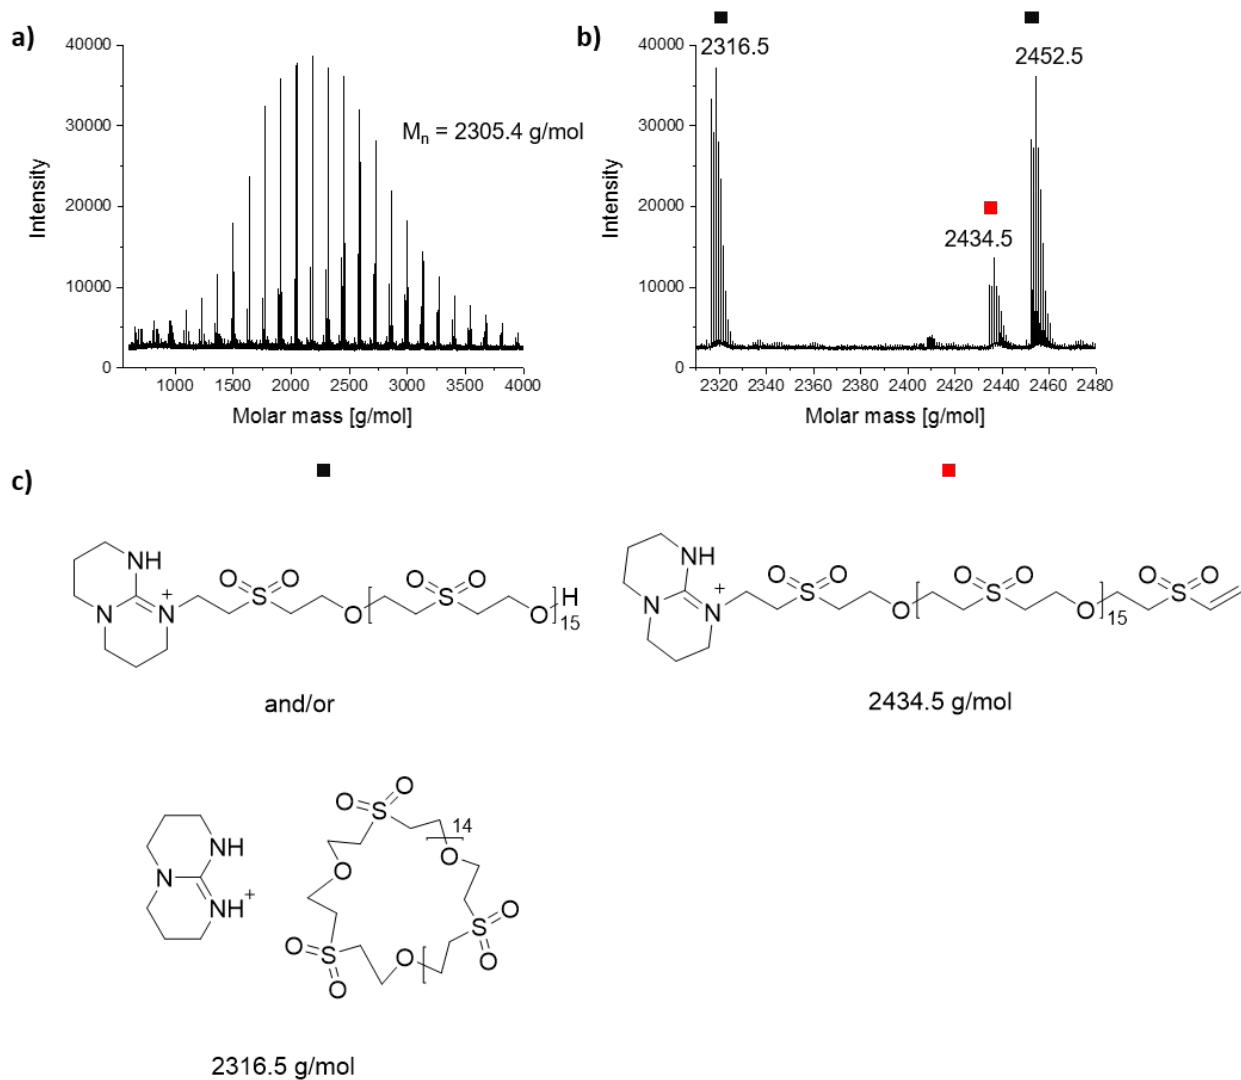 a)
40000
30000
20000
10000
0
Intensity
Mn = 2305.4 g/mol
1000 1500 2000 2500 3000 3500 4000
Molar mass [g/mol]
b)
40000
30000
20000
10000
0
Intensity
2316.5
2452.5
2434.5
2320 2340 2360 2380 2400 2420 2440 2460 2480
Molar mass [g/mol]
c)
NH
N
+
N
O O
S
O
O O
S
O
H
15
and/or
NH
N
+
N
O O
S
O
O O
S
O
15
O O
S
2434.5 g/mol
NH
N
NH
+
O
O
S
14
O
O
S
O
O
O
S
O
O
O
2316.5 g/mol